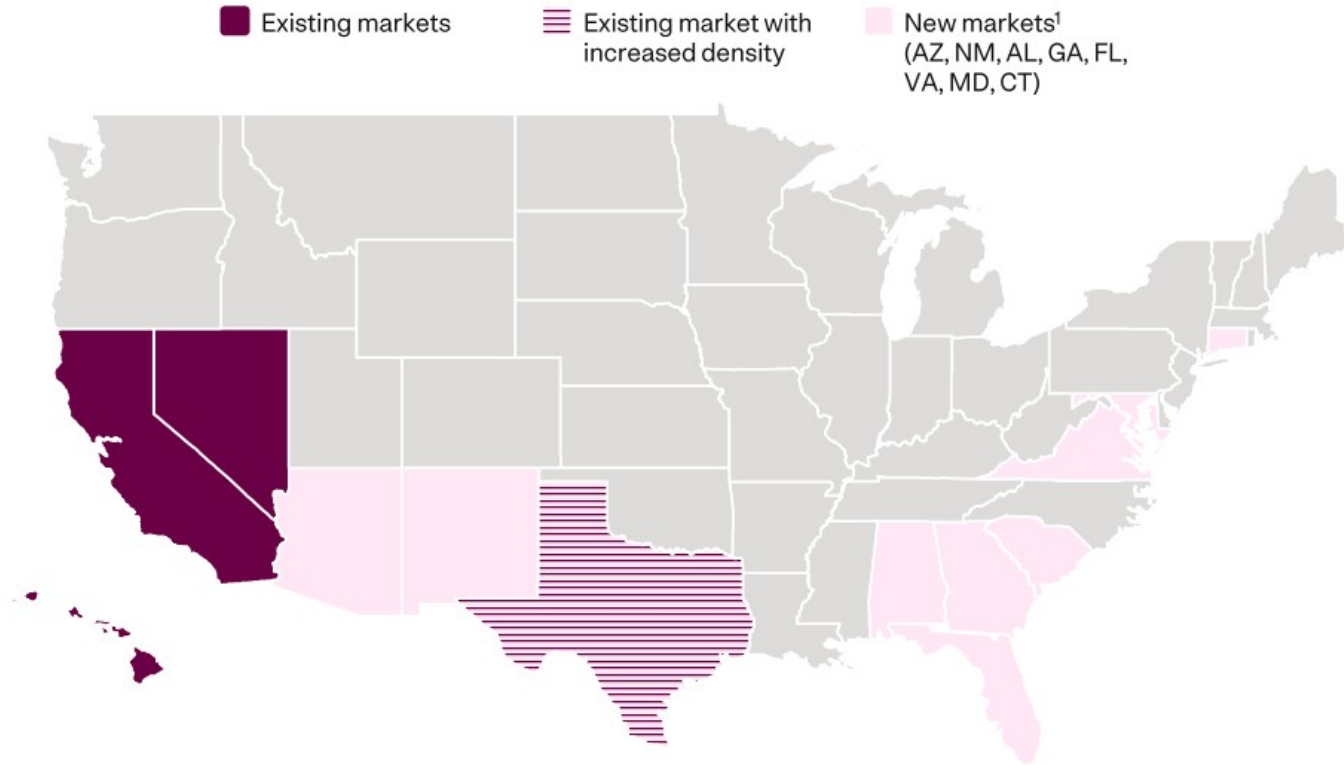 Existing markets
Existing market with
increased density
New markets¹
(AZ, NM, AL, GA, FL,
VA, MD, CT)